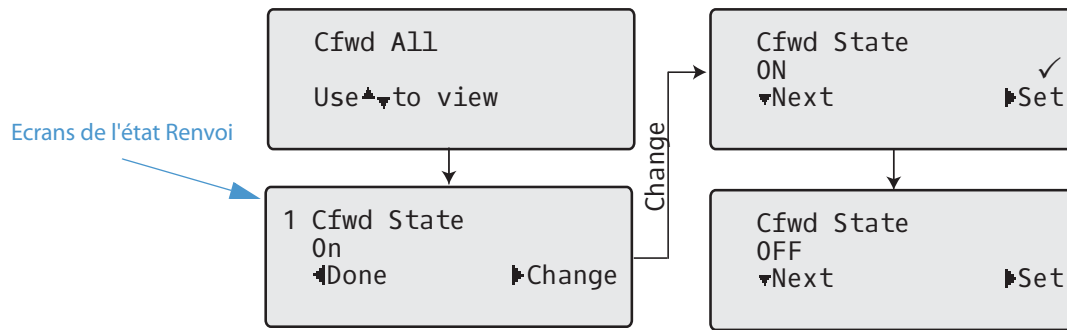 Cfwd All
Use▲▼to view
Ecrans de l'état Renvoi
1 Cfwd State
On
◀Done ▶Change
Change
Cfwd State
ON ✓
▼Next ▶Set
Cfwd State
OFF
▼Next ▶Set